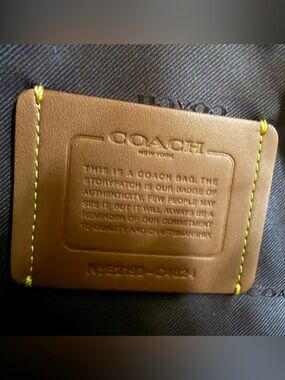 COACH
COACH
NEW YORK
THIS IS A COACH BAG. THE
STORYPATCH IS OUR BADGE OF
AUTHENTICITY. FEW PEOPLE MAY
SEE IT, BUT IT WILL ALWAYS BE A
REMINDER OF OUR COMMITMENT
TO QUALITY AND CRAFTSMANSHIP.